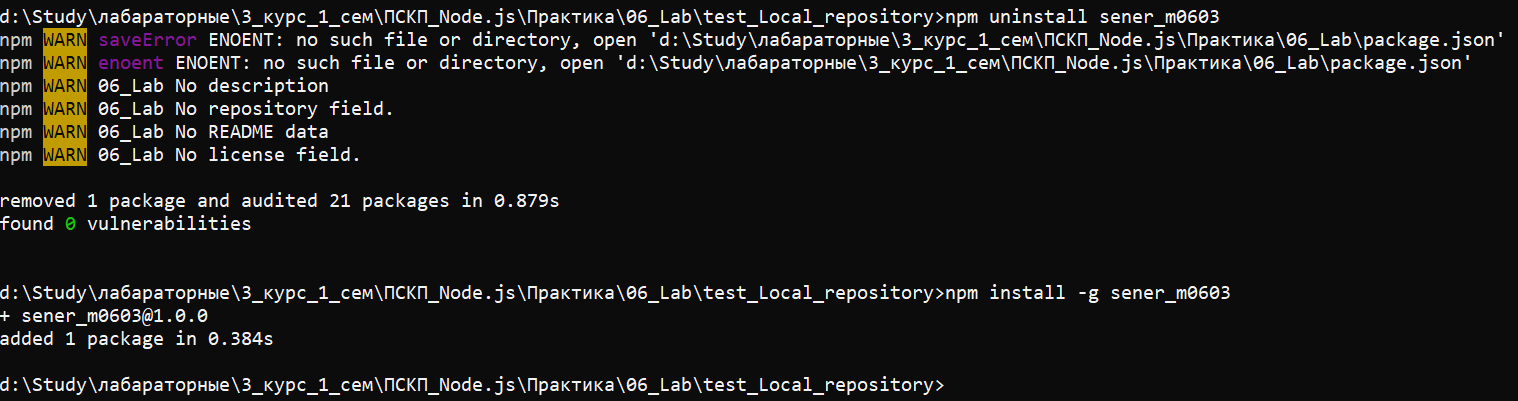 d:\Study\лабараторные\3_курс_1_сем\ПСКП_Node.js\Практика\06_Lab\test_Local_repository>npm uninstall sener_m0603
npm WARN saveError ENOENT: no such file or directory, open 'd:\Study\лабараторные\3_курс_1_сем\ПСКП_Node.js\Практика\06_Lab\package.json'
npm WARN enoent ENOENT: no such file or directory, open 'd:\Study\лабараторные\3_курс_1_сем\ПСКП_Node.js\Практика\06_Lab\package.json'
npm WARN 06_Lab No description
npm WARN 06_Lab No repository field.
npm WARN 06_Lab No README data
npm WARN 06_Lab No license field.
removed 1 package and audited 21 packages in 0.879s
found 0 vulnerabilities
d:\Study\лабараторные\3_курс_1_сем\ПСКП_Node.js\Практика\06_Lab\test_Local_repository>npm install -g sener_m0603
+ sener_m0603@1.0.0
added 1 package in 0.384s
d:\Study\лабараторные\3_курс_1_сем\ПСКП_Node.js\Практика\06_Lab\test_Local_repository>